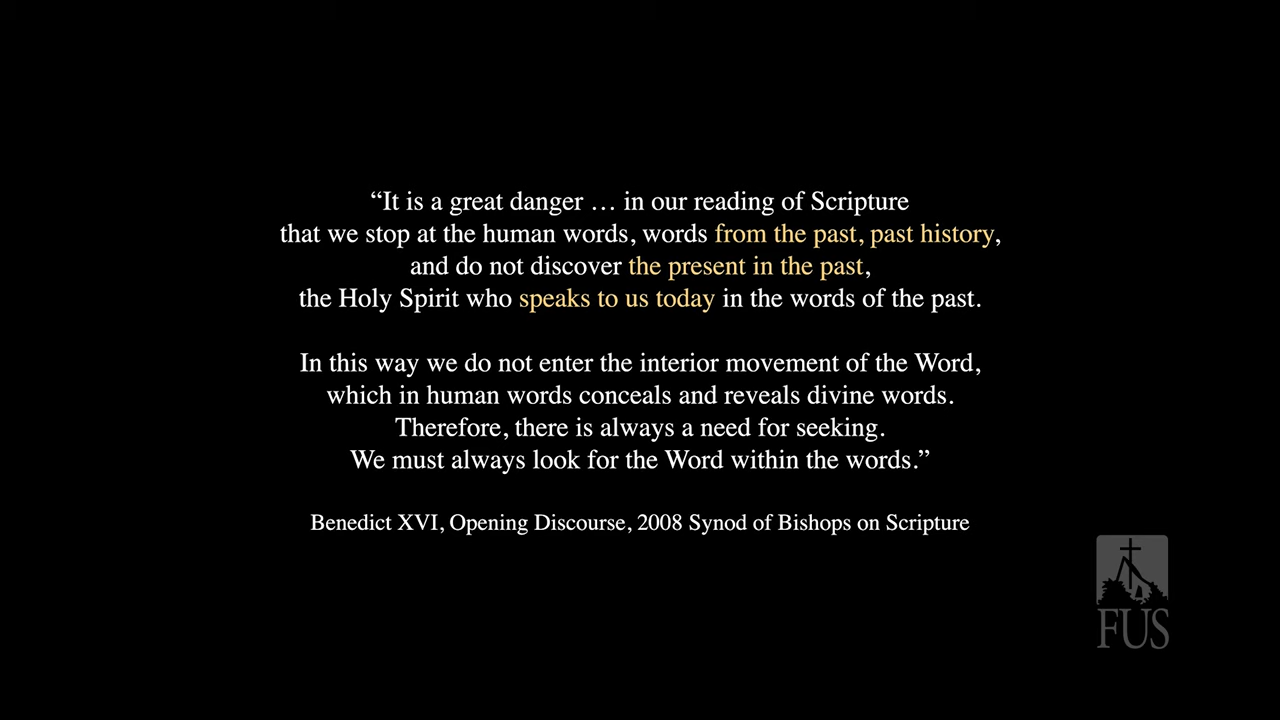 “It is a great danger … in our reading of Scripture
that we stop at the human words, words from the past, past history,
and do not discover the present in the past,
the Holy Spirit who speaks to us today in the words of the past.
In this way we do not enter the interior movement of the Word,
which in human words conceals and reveals divine words.
Therefore, there is always a need for seeking.
We must always look for the Word within the words.”
Benedict XVI, Opening Discourse, 2008 Synod of Bishops on Scripture
FUS